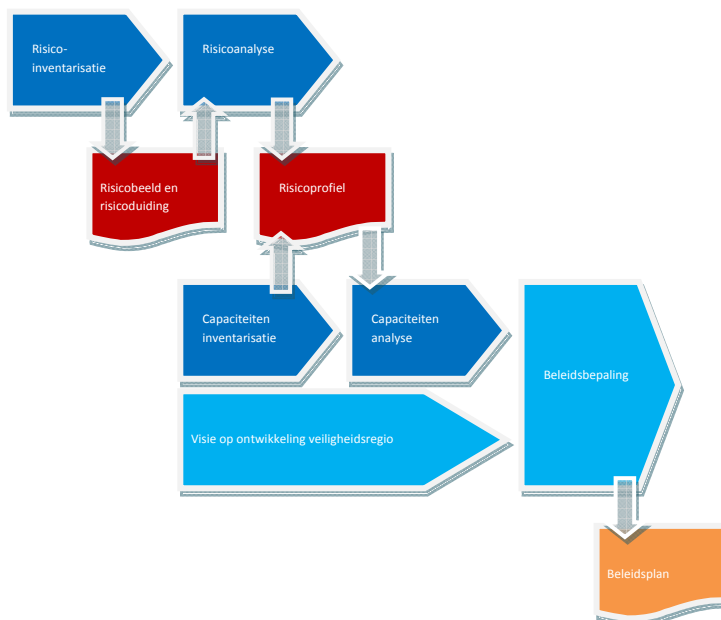 Risico-
inventarisatie
Risicoanalyse
Risicobeeld en
risicoduiding
Risicoprofiel
Capaciteiten
inventarisatie
Capaciteiten
analyse
Beleidsbepaling
Visie op ontwikkeling veiligheidsregio
Beleidsplan